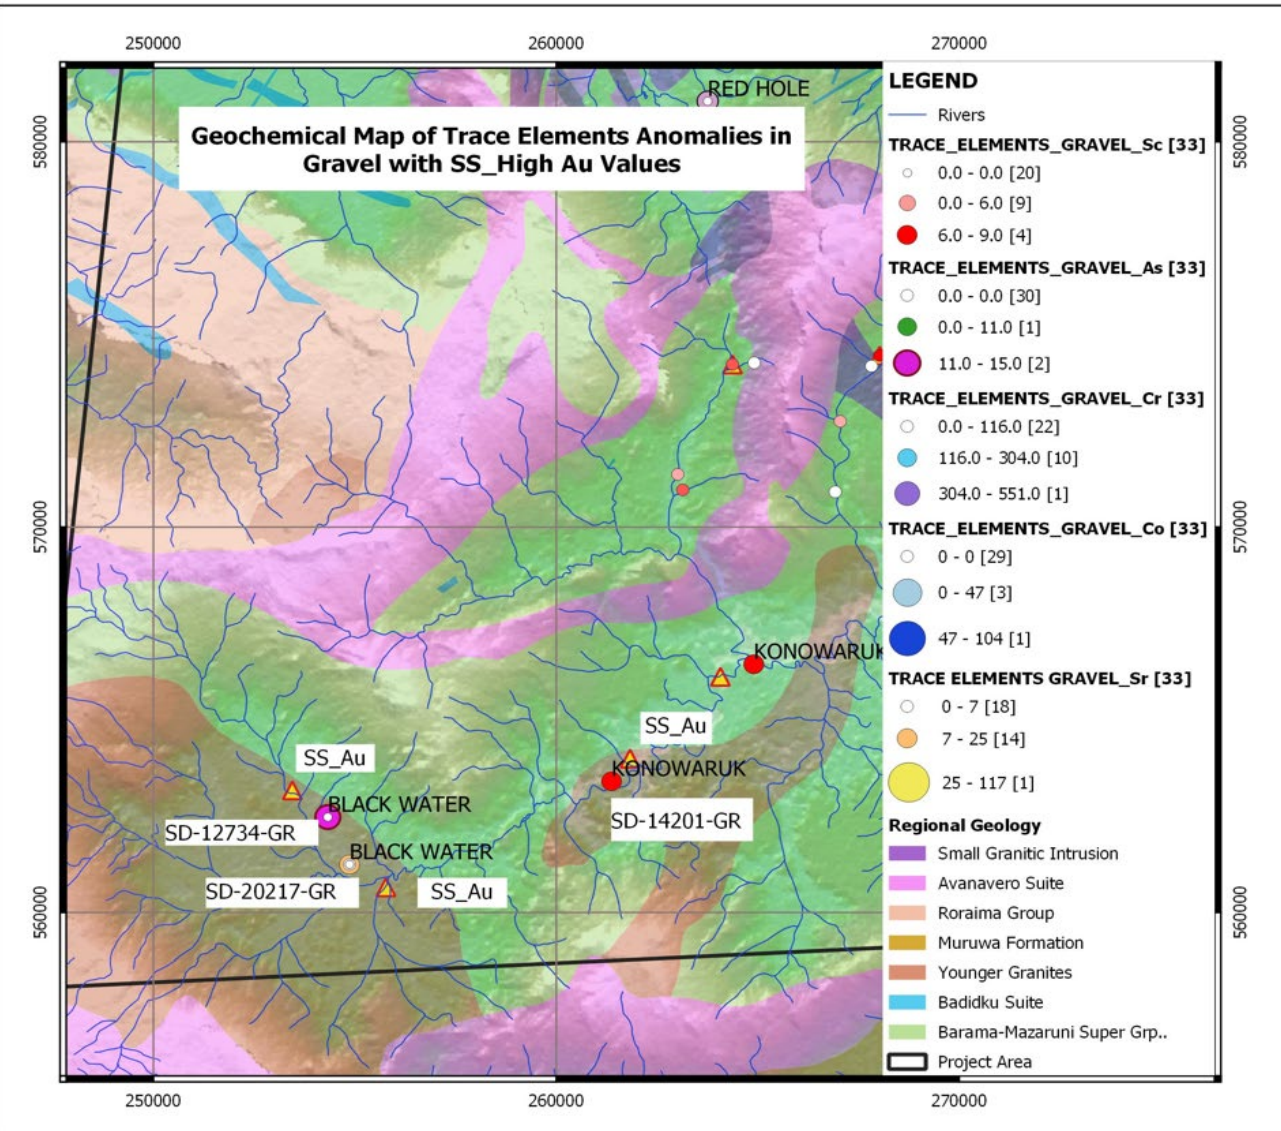 250000
260000
270000
580000
580000
RED HOLE
Geochemical Map of Trace Elements Anomalies in
Gravel with SS_High Au Values
570000
570000
KONOWARUK
SS_Au
SS_Au
KONOWARUK
BLACK WATER
SD-12734-GR
SD-14201-GR
BLACK WATER
SD-20217-GR
SS_Au
560000
560000
250000
260000
270000
LEGEND
Rivers
TRACE_ELEMENTS_GRAVEL_Sc [33]
0.0 - 0.0 [20]
0.0 - 6.0 [9]
6.0 - 9.0 [4]
TRACE_ELEMENTS_GRAVEL_As [33]
0.0 - 0.0 [30]
0.0 - 11.0 [1]
11.0 - 15.0 [2]
TRACE_ELEMENTS_GRAVEL_Cr [33]
0.0 - 116.0 [22]
116.0 - 304.0 [10]
304.0 - 551.0 [1]
TRACE_ELEMENTS_GRAVEL_Co [33]
0 - 0 [29]
0 - 47 [3]
47 - 104 [1]
TRACE ELEMENTS GRAVEL_Sr [33]
0 - 7 [18]
7 - 25 [14]
25 - 117 [1]
Regional Geology
Small Granitic Intrusion
Avanavero Suite
Roraima Group
Muruwa Formation
Younger Granites
Badidku Suite
Barama-Mazaruni Super Grp..
Project Area